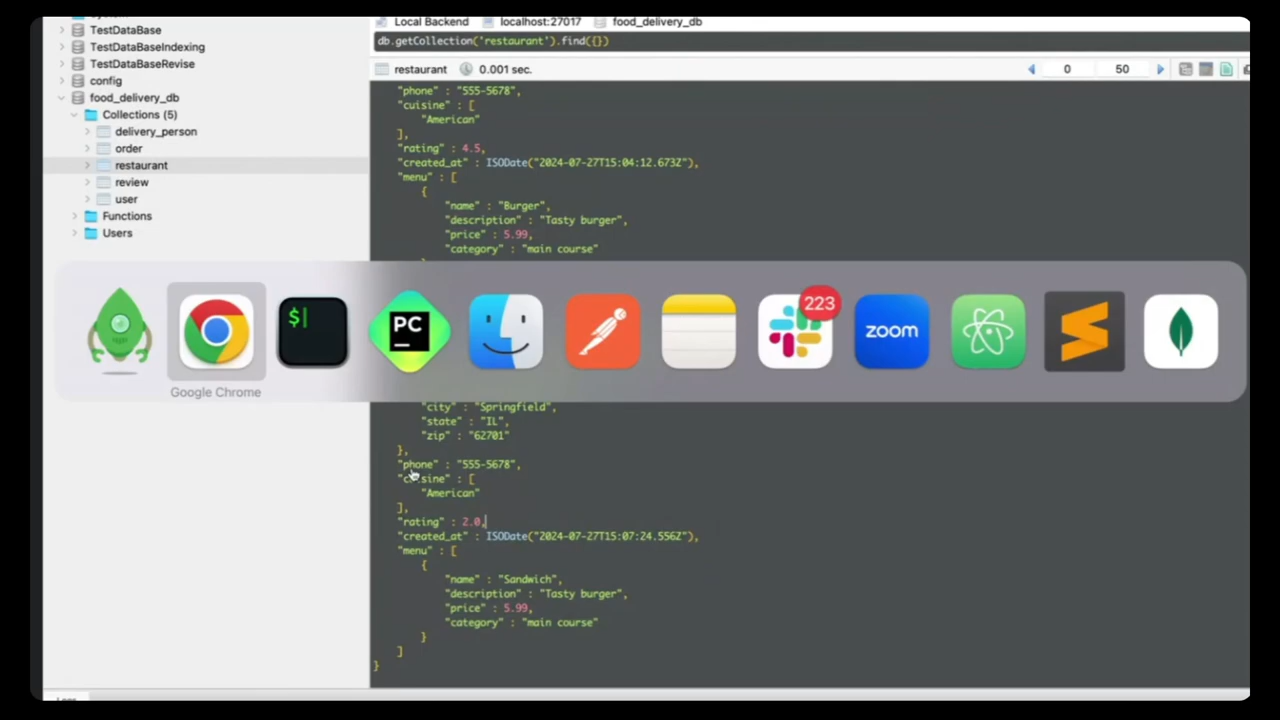 TestDataBase
TestDataBaseIndexing
TestDataBaseRevise
config
food_delivery_db
Collections (5)
delivery_person
order
restaurant
review
user
Functions
Users
Local Backend localhost:27017 food_delivery_db
db.getCollection('restaurant').find({})
restaurant 0.001 sec. 0 50
"phone" : "555-5678",
"cuisine" : [
"American"
],
"rating" : 4.5,
"created_at" : ISODate("2024-07-27T15:04:12.673Z"),
"menu" : [
{
"name" : "Burger",
"description" : "Tasty burger",
"price" : 5.99,
"category" : "main course"
$
PC
223
zoom
Google Chrome
"city" : "Springfield",
"state" : "IL",
"zip" : "62701"
},
"phone" : "555-5678",
"cuisine" : [
"American"
],
"rating" : 2.0,
"created_at" : ISODate("2024-07-27T15:07:24.556Z"),
"menu" : [
{
"name" : "Sandwich",
"description" : "Tasty burger",
"price" : 5.99,
"category" : "main course"
}
]
}